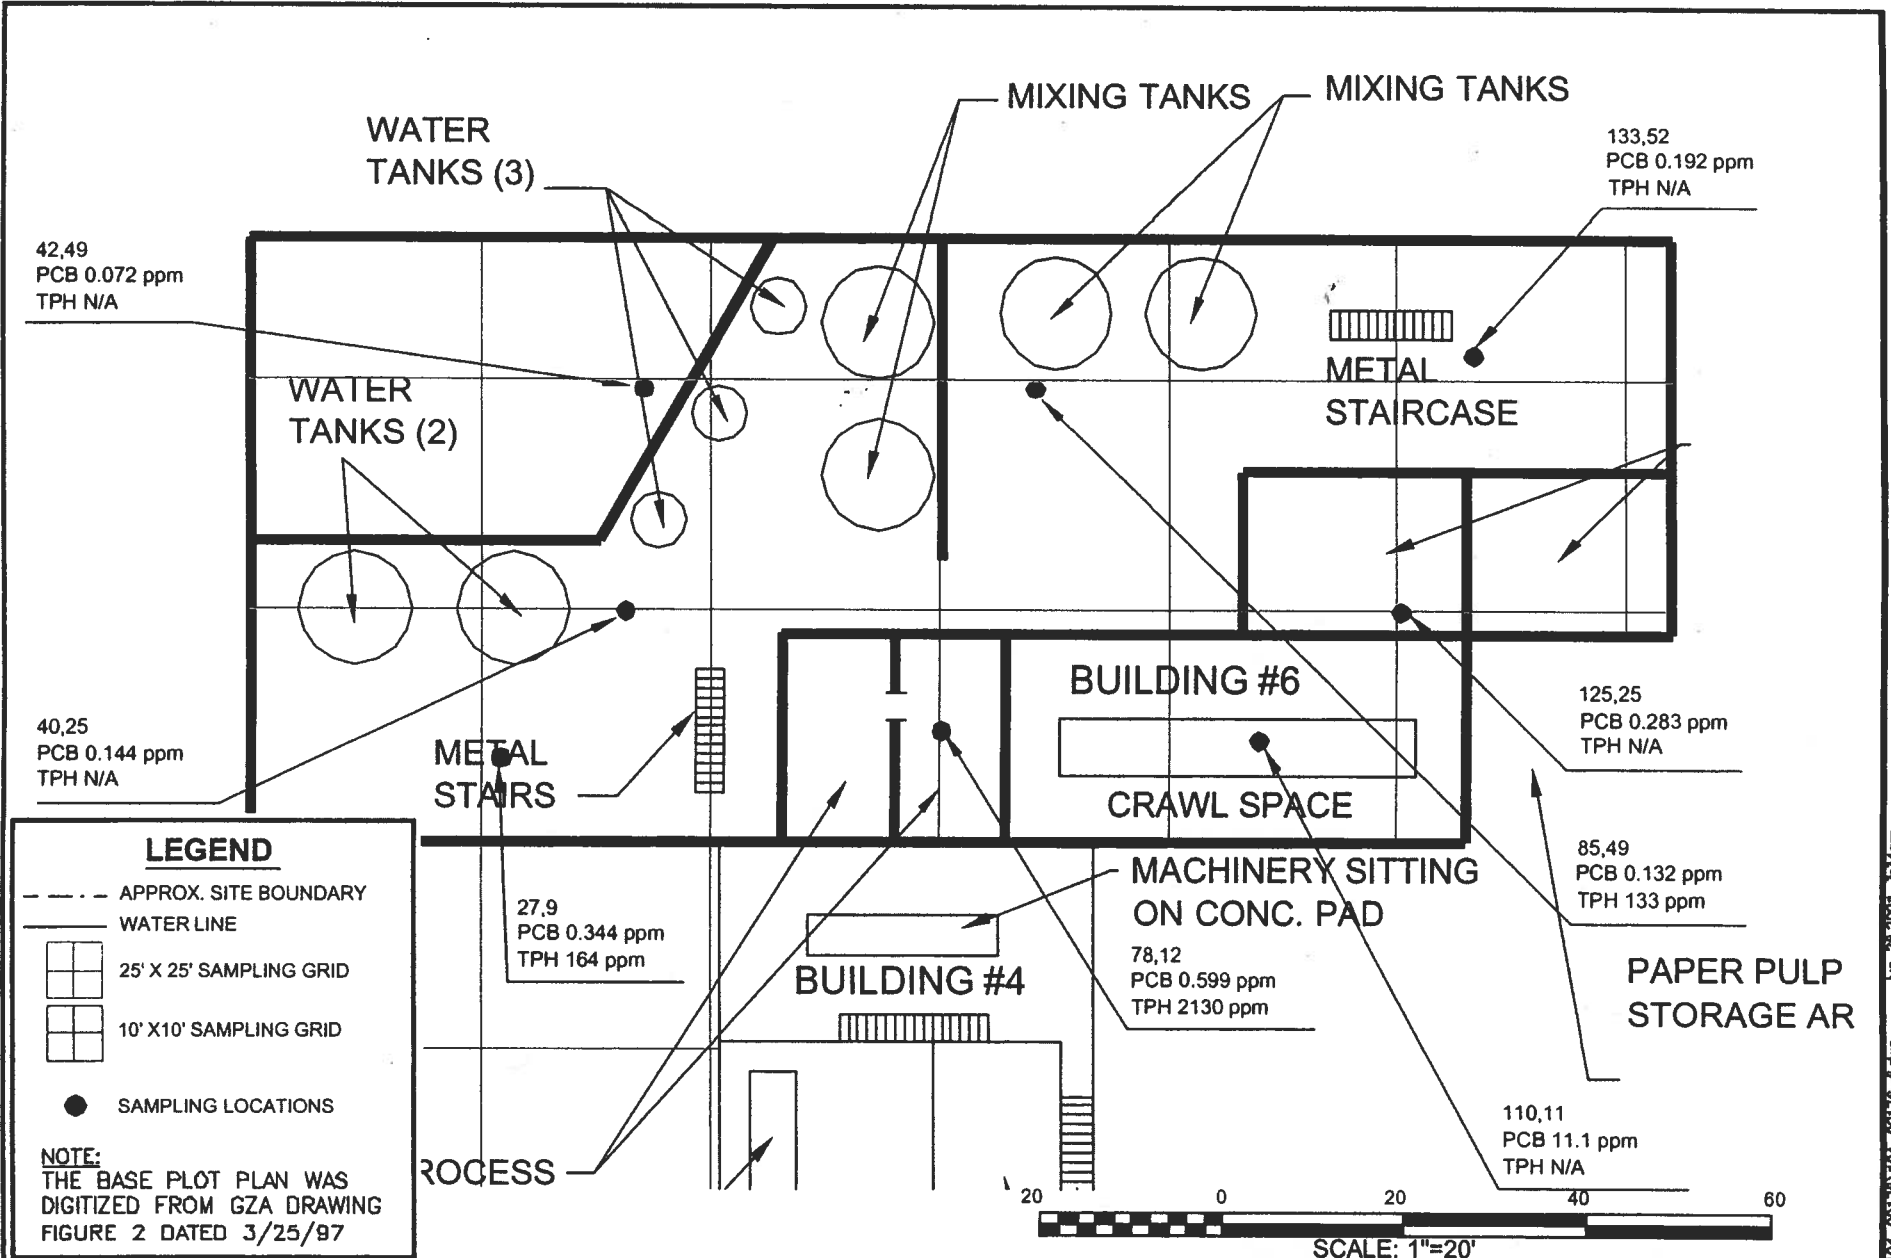 MIXING TANKS
MIXING TANKS
WATER
TANKS (3)
133,52
PCB 0.192 ppm
TPH N/A
42,49
PCB 0.072 ppm
TPH N/A
WATER
TANKS (2)
METAL
STAIRCASE
BUILDING #6
125,25
PCB 0.283 ppm
TPH N/A
40,25
PCB 0.144 ppm
TPH N/A
METAL
STAIRS
CRAWL SPACE
85,49
PCB 0.132 ppm
TPH 133 ppm
MACHINERY SITTING
ON CONC. PAD
27,9
PCB 0.344 ppm
TPH 164 ppm
78,12
PCB 0.599 ppm
TPH 2130 ppm
BUILDING #4
PAPER PULP
STORAGE AR
110,11
PCB 11.1 ppm
TPH N/A
ROCESS
LEGEND
APPROX. SITE BOUNDARY
WATER LINE
25' X 25' SAMPLING GRID
10' X10' SAMPLING GRID
SAMPLING LOCATIONS
NOTE:
THE BASE PLOT PLAN WAS
DIGITIZED FROM GZA DRAWING
FIGURE 2 DATED 3/25/97
20 0 20 40 60
SCALE: 1"=20'